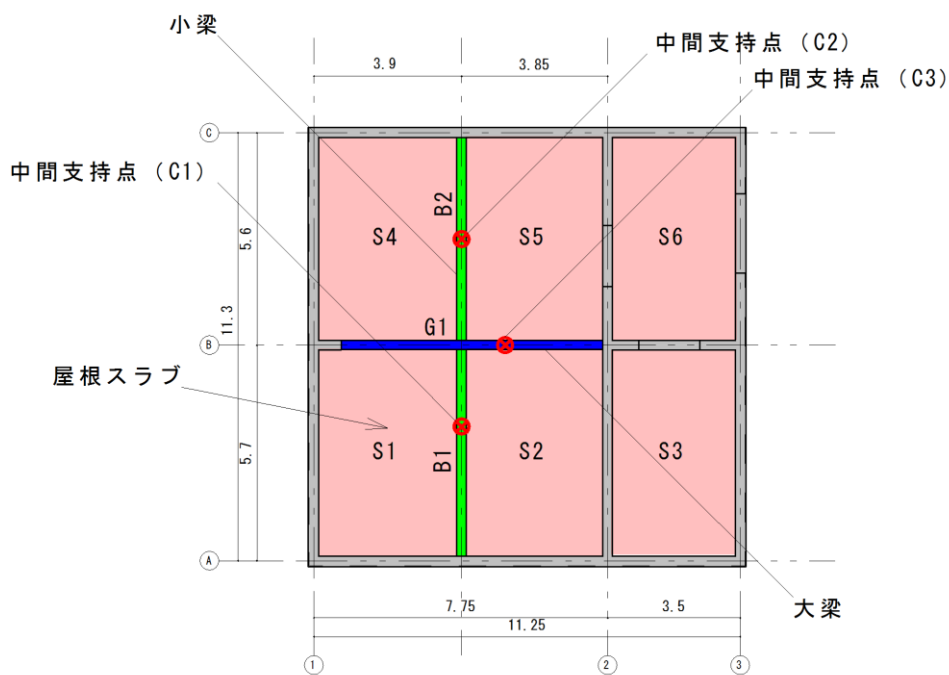 小梁
中間支持点（C2）
3.9
3.85
中間支持点（C3）
C
中間支持点（C1）
B2
S4
S5
S6
5.6
11.3
G1
B
屋根スラブ
S1
B1
S2
S3
5.7
A
大梁
7.75
3.5
11.25
1
2
3